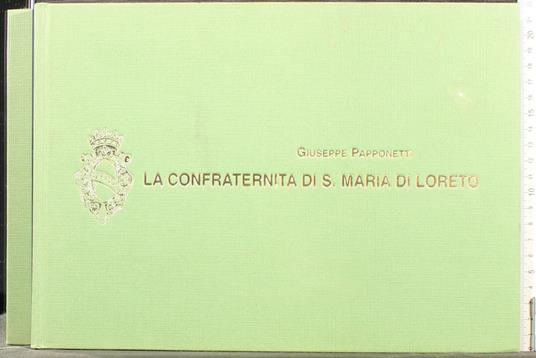 GIUSEPPE PAPPONETTI
LA CONFRATERNITA DI S. MARIA DI LORETO